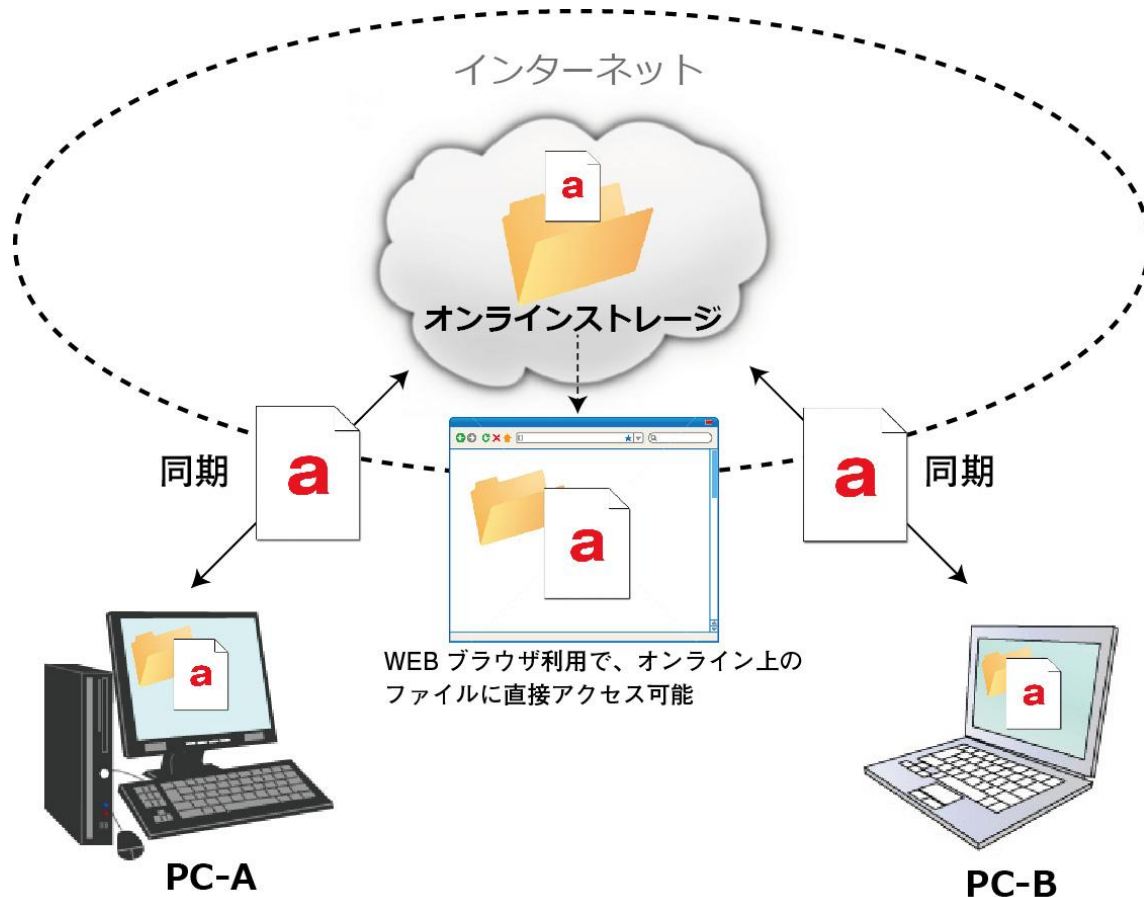 インターネット
a
オンラインストレージ
同期
a
a
a
同期
a
WEB ブラウザ利用で、オンライン上の
ファイルに直接アクセス可能
a
PC-A
PC-B